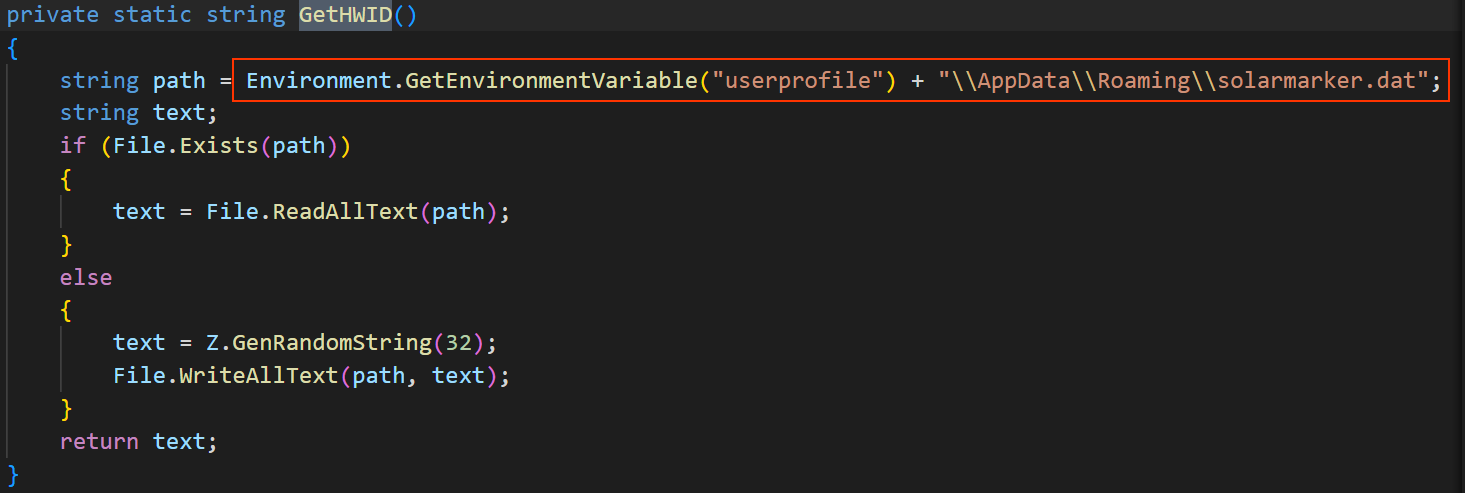 private static string GetHWID()
{
    string path = Environment.GetEnvironmentVariable("userprofile") + "\\AppData\\Roaming\\solarmarker.dat";
    string text;
    if (File.Exists(path))
    {
        text = File.ReadAllText(path);
    }
    else
    {
        text = Z.GenRandomString(32);
        File.WriteAllText(path, text);
    }
    return text;
}